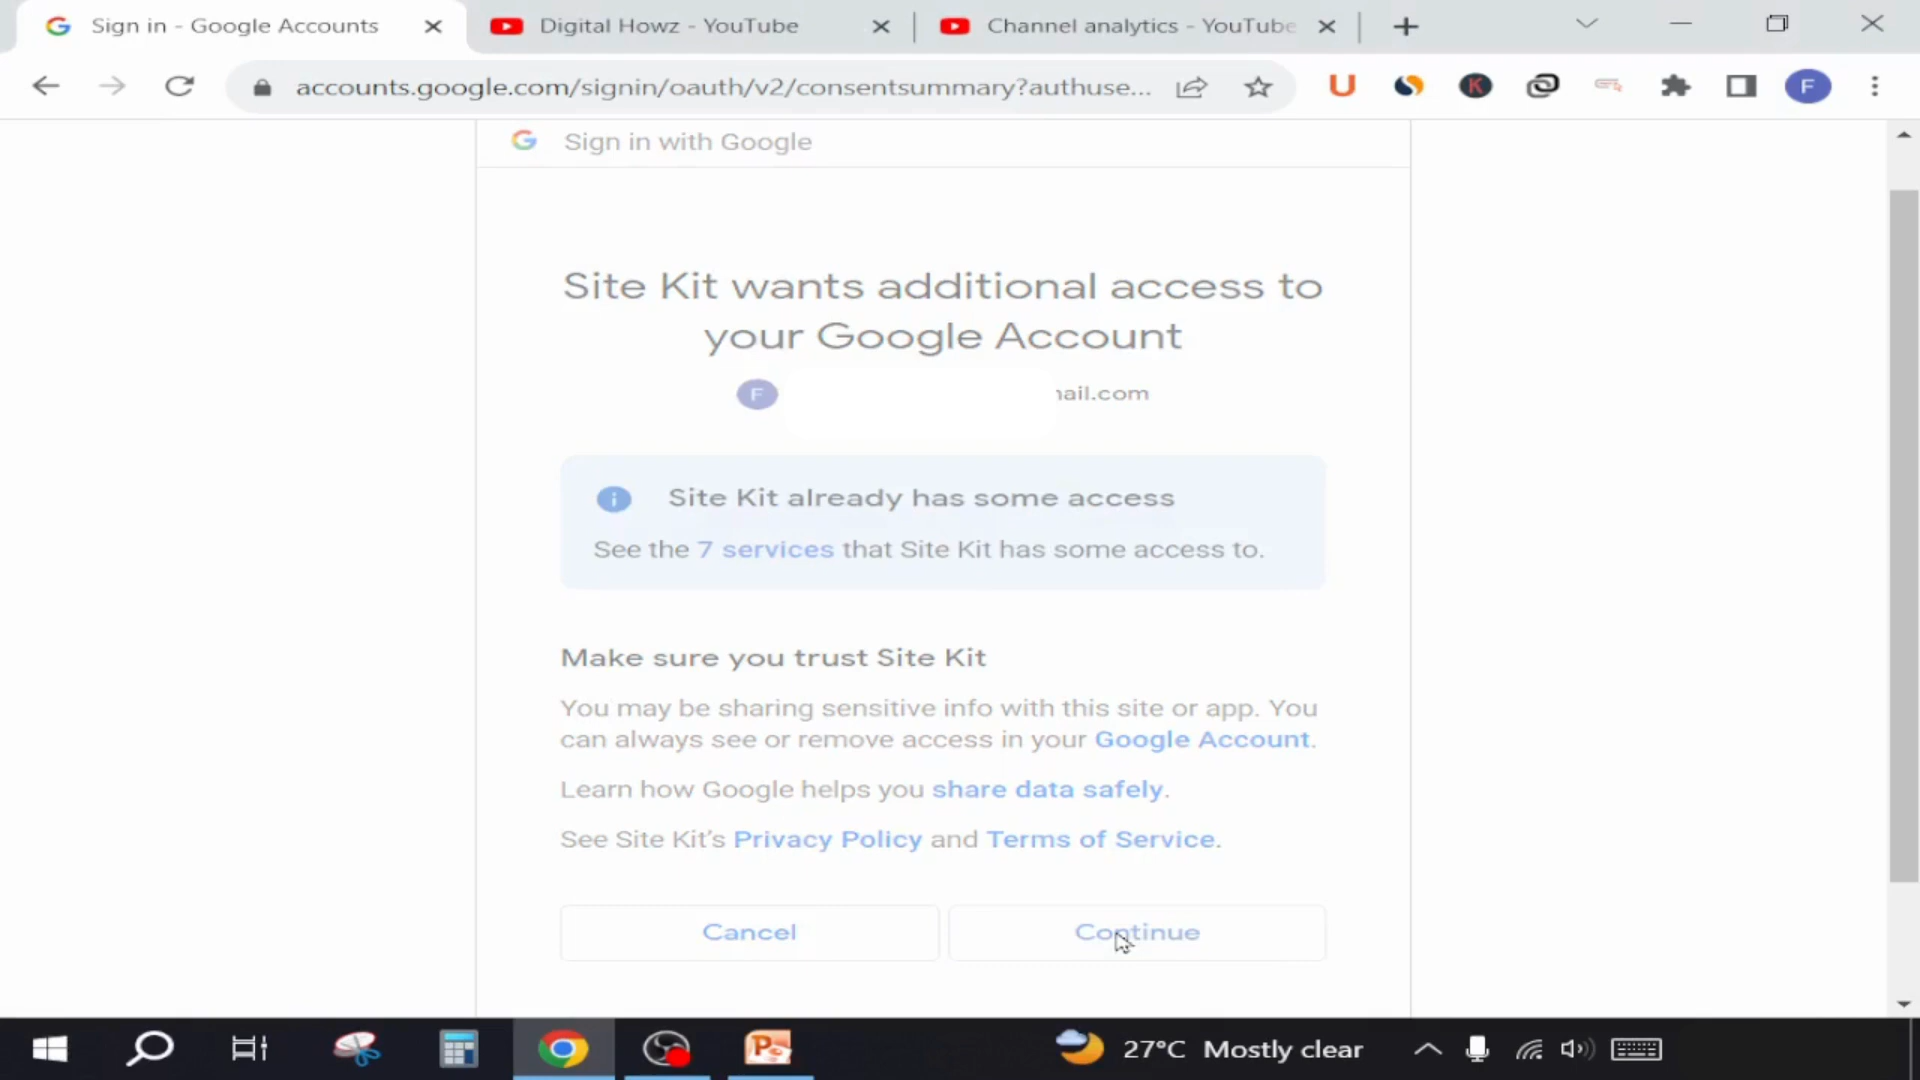 Sign in - Google Accounts
Digital Howz - YouTube
Channel analytics - YouTube
accounts.google.com/signin/oauth/v2/consentsummary?authuse...
U
K
F
G Sign in with Google
Site Kit wants additional access to
your Google Account
F
mail.com
Site Kit already has some access
See the 7 services that Site Kit has some access to.
Make sure you trust Site Kit
You may be sharing sensitive info with this site or app. You
can always see or remove access in your Google Account.
Learn how Google helps you share data safely.
See Site Kit's Privacy Policy and Terms of Service.
Cancel
Continue
27°C Mostly clear